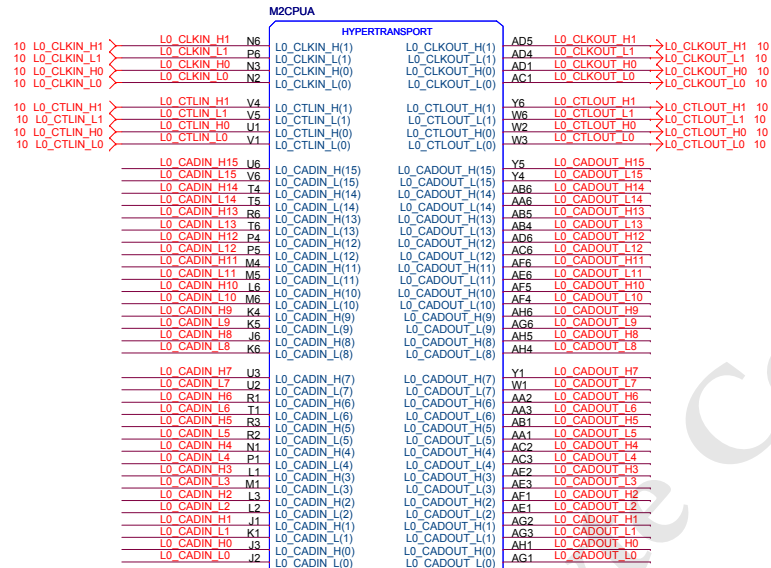 M2CPUA
HYPERTRANSPORT
10 L0_CLKIN_H1 L0_CLKIN_H1 N6 L0_CLKIN_H(1) L0_CLKOUT_H(1) AD5 L0_CLKOUT_H1 L0_CLKOUT_H1 10
10 L0_CLKIN_L1 L0_CLKIN_L1 P6 L0_CLKIN_L(1) L0_CLKOUT_L(1) AD4 L0_CLKOUT_L1 L0_CLKOUT_L1 10
10 L0_CLKIN_H0 L0_CLKIN_H0 N3 L0_CLKIN_H(0) L0_CLKOUT_H(0) AD1 L0_CLKOUT_H0 L0_CLKOUT_H0 10
10 L0_CLKIN_L0 L0_CLKIN_L0 N2 L0_CLKIN_L(0) L0_CLKOUT_L(0) AC1 L0_CLKOUT_L0 L0_CLKOUT_L0 10
10 L0_CTLIN_H1 L0_CTLIN_H1 V4 L0_CTLIN_H(1) L0_CTLOUT_H(1) Y6 L0_CTLOUT_H1 L0_CTLOUT_H1 10
10 L0_CTLIN_L1 L0_CTLIN_L1 V5 L0_CTLIN_L(1) L0_CTLOUT_L(1) W6 L0_CTLOUT_L1 L0_CTLOUT_L1 10
10 L0_CTLIN_H0 L0_CTLIN_H0 U1 L0_CTLIN_H(0) L0_CTLOUT_H(0) W2 L0_CTLOUT_H0 L0_CTLOUT_H0 10
10 L0_CTLIN_L0 L0_CTLIN_L0 V1 L0_CTLIN_L(0) L0_CTLOUT_L(0) W3 L0_CTLOUT_L0 L0_CTLOUT_L0 10
L0_CADIN_H15 U6 L0_CADIN_H(15) L0_CADOUT_H(15) Y5 L0_CADOUT_H15
L0_CADIN_L15 V6 L0_CADIN_L(15) L0_CADOUT_L(15) Y4 L0_CADOUT_L15
L0_CADIN_H14 T4 L0_CADIN_H(14) L0_CADOUT_H(14) AB6 L0_CADOUT_H14
L0_CADIN_L14 T5 L0_CADIN_L(14) L0_CADOUT_L(14) AA6 L0_CADOUT_L14
L0_CADIN_H13 R6 L0_CADIN_H(13) L0_CADOUT_H(13) AB5 L0_CADOUT_H13
L0_CADIN_L13 T6 L0_CADIN_L(13) L0_CADOUT_L(13) AB4 L0_CADOUT_L13
L0_CADIN_H12 P4 L0_CADIN_H(12) L0_CADOUT_H(12) AD6 L0_CADOUT_H12
L0_CADIN_L12 P5 L0_CADIN_L(12) L0_CADOUT_L(12) AC6 L0_CADOUT_L12
L0_CADIN_H11 M4 L0_CADIN_H(11) L0_CADOUT_H(11) AF6 L0_CADOUT_H11
L0_CADIN_L11 M5 L0_CADIN_L(11) L0_CADOUT_L(11) AE6 L0_CADOUT_L11
L0_CADIN_H10 L6 L0_CADIN_H(10) L0_CADOUT_H(10) AF5 L0_CADOUT_H10
L0_CADIN_L10 M6 L0_CADIN_L(10) L0_CADOUT_L(10) AF4 L0_CADOUT_L10
L0_CADIN_H9 K4 L0_CADIN_H(9) L0_CADOUT_H(9) AH6 L0_CADOUT_H9
L0_CADIN_L9 K5 L0_CADIN_L(9) L0_CADOUT_L(9) AG6 L0_CADOUT_L9
L0_CADIN_H8 J6 L0_CADIN_H(8) L0_CADOUT_H(8) AH5 L0_CADOUT_H8
L0_CADIN_L8 K6 L0_CADIN_L(8) L0_CADOUT_L(8) AH4 L0_CADOUT_L8
L0_CADIN_H7 U3 L0_CADIN_H(7) L0_CADOUT_H(7) Y1 L0_CADOUT_H7
L0_CADIN_L7 U2 L0_CADIN_L(7) L0_CADOUT_L(7) W1 L0_CADOUT_L7
L0_CADIN_H6 R1 L0_CADIN_H(6) L0_CADOUT_H(6) AA2 L0_CADOUT_H6
L0_CADIN_L6 T1 L0_CADIN_L(6) L0_CADOUT_L(6) AA3 L0_CADOUT_L6
L0_CADIN_H5 R3 L0_CADIN_H(5) L0_CADOUT_H(5) AB1 L0_CADOUT_H5
L0_CADIN_L5 R2 L0_CADIN_L(5) L0_CADOUT_L(5) AA1 L0_CADOUT_L5
L0_CADIN_H4 N1 L0_CADIN_H(4) L0_CADOUT_H(4) AC2 L0_CADOUT_H4
L0_CADIN_L4 P1 L0_CADIN_L(4) L0_CADOUT_L(4) AC3 L0_CADOUT_L4
L0_CADIN_H3 L1 L0_CADIN_H(3) L0_CADOUT_H(3) AE2 L0_CADOUT_H3
L0_CADIN_L3 M1 L0_CADIN_L(3) L0_CADOUT_L(3) AE3 L0_CADOUT_L3
L0_CADIN_H2 L3 L0_CADIN_H(2) L0_CADOUT_H(2) AF1 L0_CADOUT_H2
L0_CADIN_L2 L2 L0_CADIN_L(2) L0_CADOUT_L(2) AE1 L0_CADOUT_L2
L0_CADIN_H1 J1 L0_CADIN_H(1) L0_CADOUT_H(1) AG2 L0_CADOUT_H1
L0_CADIN_L1 K1 L0_CADIN_L(1) L0_CADOUT_L(1) AG3 L0_CADOUT_L1
L0_CADIN_H0 J3 L0_CADIN_H(0) L0_CADOUT_H(0) AH1 L0_CADOUT_H0
L0_CADIN_L0 J2 L0_CADIN_L(0) L0_CADOUT_L(0) AG1 L0_CADOUT_L0